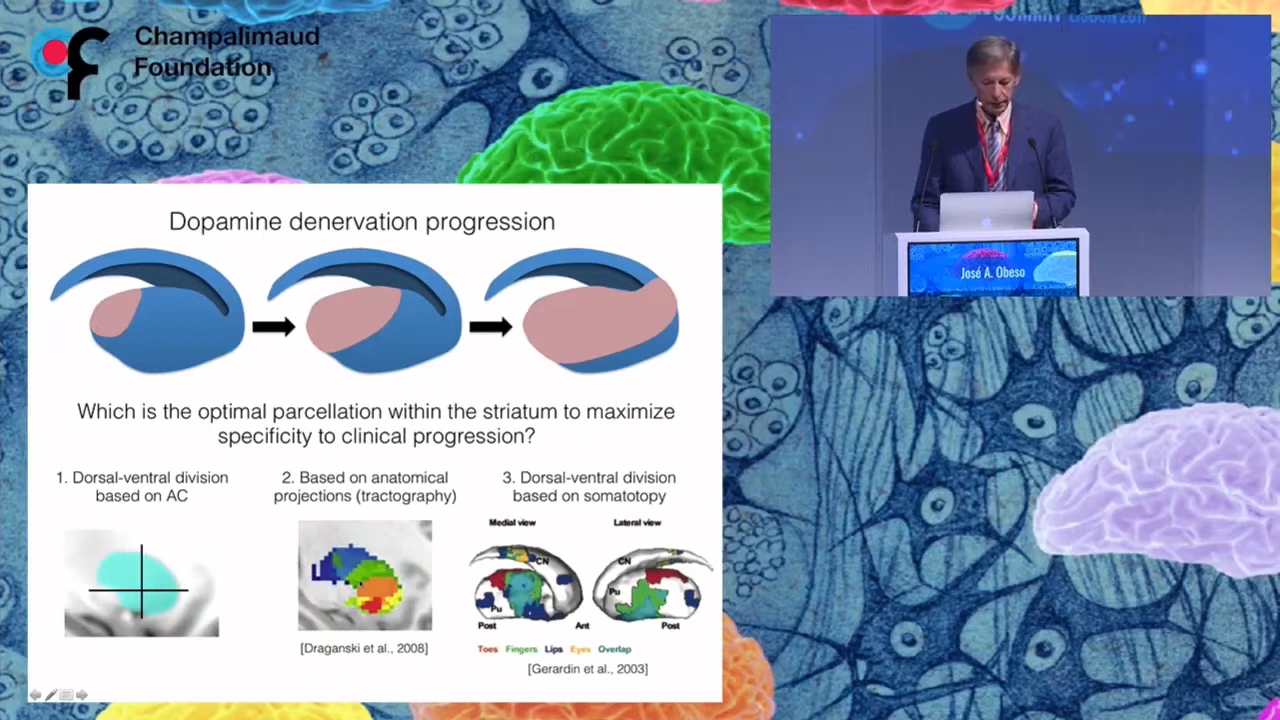 Champalimaud
Foundation
LISBON 2017
José A. Obeso
Dopamine denervation progression
Which is the optimal parcellation within the striatum to maximize
specificity to clinical progression?
1. Dorsal-ventral division
based on AC
2. Based on anatomical
projections (tractography)
3. Dorsal-ventral division
based on somatotopy
Medial view
Lateral view
CN
CN
Pu
Pu
Post
Ant
Post
Toes Fingers Lips Eyes Overlap
[Draganski et al., 2008]
[Gerardin et al., 2003]